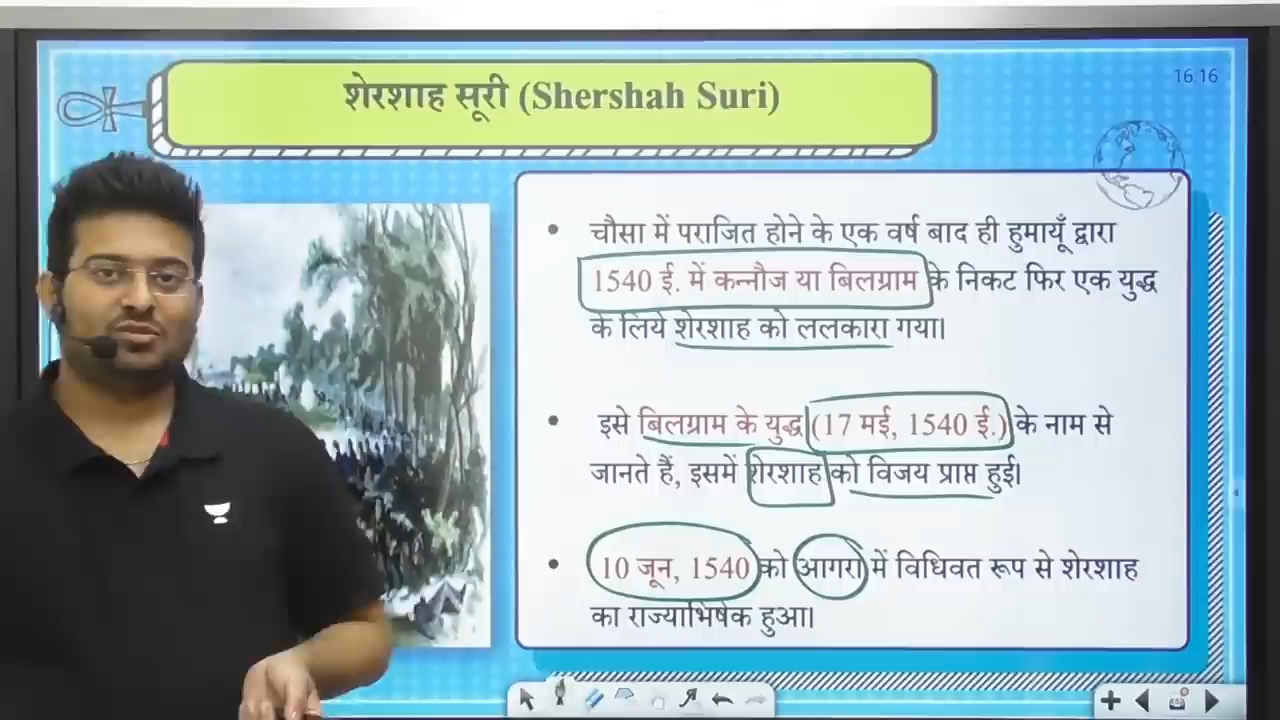 शेरशाह सूरी (Shershah Suri)
16:16
• चौसा में पराजित होने के एक वर्ष बाद ही हुमायूँ द्वारा
1540 ई. में कन्नौज या बिलग्राम के निकट फिर एक युद्ध
के लिये शेरशाह को ललकारा गया।
• इसे बिलग्राम के युद्ध (17 मई, 1540 ई.) के नाम से
जानते हैं, इसमें शेरशाह को विजय प्राप्त हुई।
• 10 जून, 1540 को आगरा में विधिवत रूप से शेरशाह
का राज्याभिषेक हुआ।